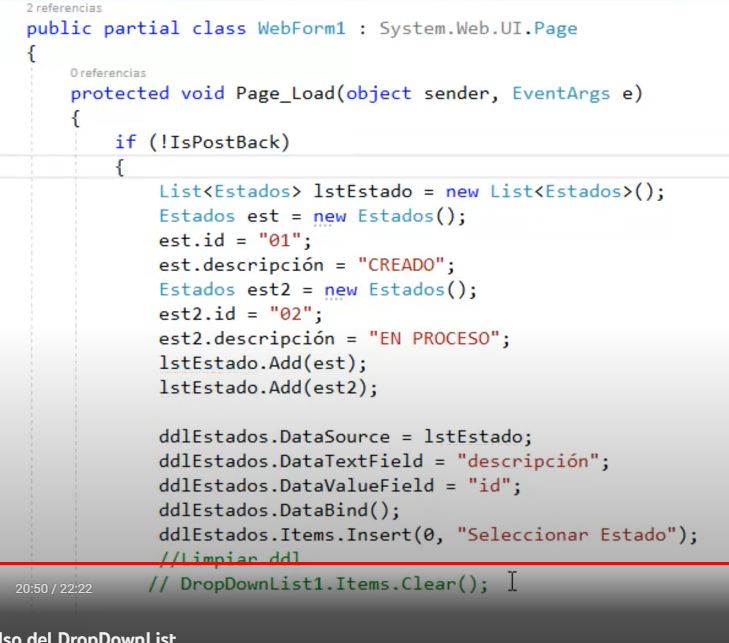 2 referencias
public partial class WebForm1 : System.Web.UI.Page
{
0 referencias
protected void Page_Load(object sender, EventArgs e)
{
if (!IsPostBack)
{
List<Estados> lstEstado = new List<Estados>();
Estados est = new Estados();
est.id = "01";
est.descripción = "CREADO";
Estados est2 = new Estados();
est2.id = "02";
est2.descripción = "EN PROCESO";
lstEstado.Add(est);
lstEstado.Add(est2);
ddlEstados.DataSource = lstEstado;
ddlEstados.DataTextField = "descripción";
ddlEstados.DataValueField = "id";
ddlEstados.DataBind();
ddlEstados.Items.Insert(0, "Seleccionar Estado");
//Limpiar ddl
// DropDownList1.Items.Clear();
20:50 / 22:22
del DropDownList